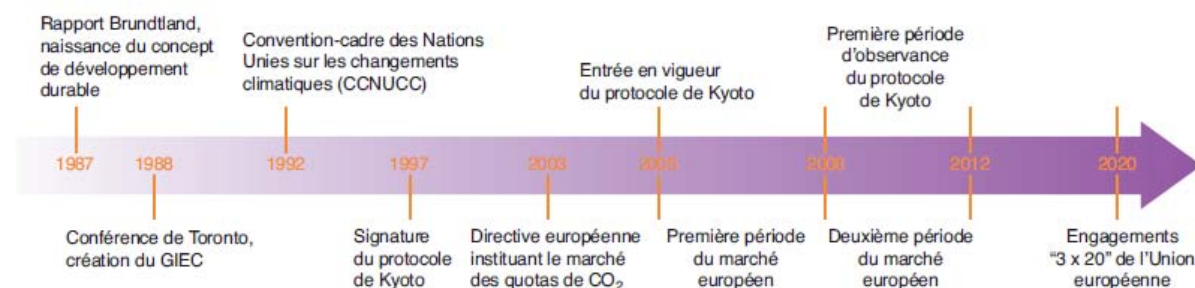 Rapport Brundtland,
naissance du concept
de développement
durable
Convention-cadre des Nations
Unies sur les changements
climatiques (CCNUCC)
Entrée en vigueur
du protocole de Kyoto
Première période
d'observance
du protocole
de Kyoto
1987
1988
1992
1997
2003
2005
2008
2012
2020
Conférence de Toronto,
création du GIEC
Signature
du protocole
de Kyoto
Directive européenne
instituant le marché
des quotas de CO₂
Première période
du marché
européen
Deuxième période
du marché
européen
Engagements
"3 x 20" de l'Union
européenne